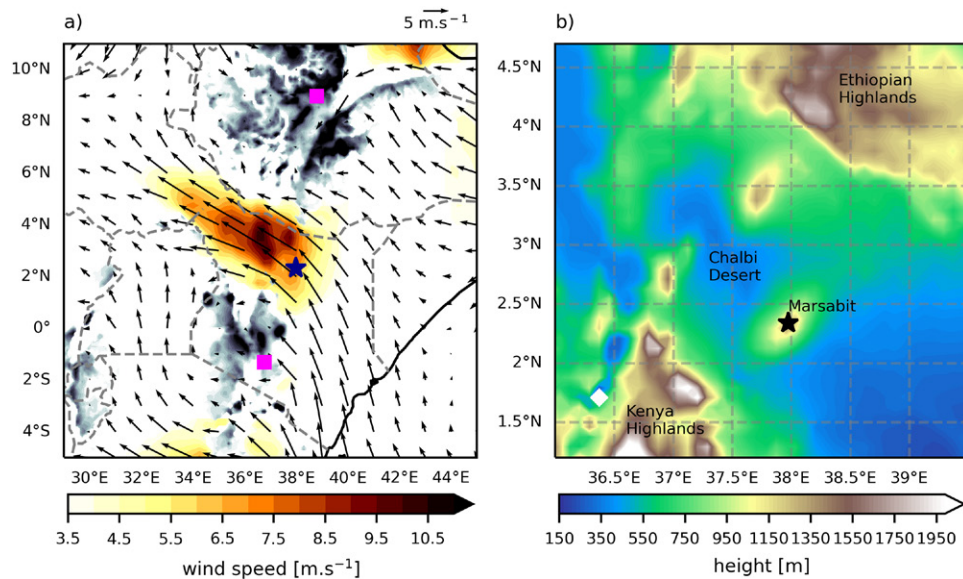 a)
5 m.s⁻¹
b)
10°N
8°N
6°N
4°N
2°N
0°
2°S
4°S
30°E 32°E 34°E 36°E 38°E 40°E 42°E 44°E
3.5 4.5 5.5 6.5 7.5 8.5 9.5 10.5
wind speed [m.s⁻¹]
4.5°N
4°N
3.5°N
3°N
2.5°N
2°N
1.5°N
Ethiopian
Highlands
Chalbi
Desert
Marsabit
Kenya
Highlands
36.5°E 37°E 37.5°E 38°E 38.5°E 39°E
150 350 550 750 950 1150 1350 1550 1750 1950
height [m]